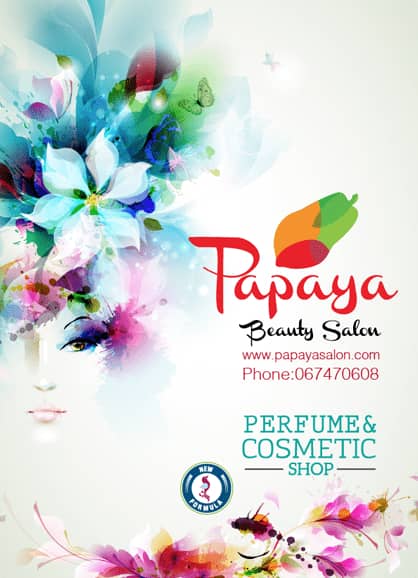 Papaya
Beauty Salon
www.papayasalon.com
Phone:067470608
PERFUME&
COSMETIC
SHOP
NEW
FORMULA